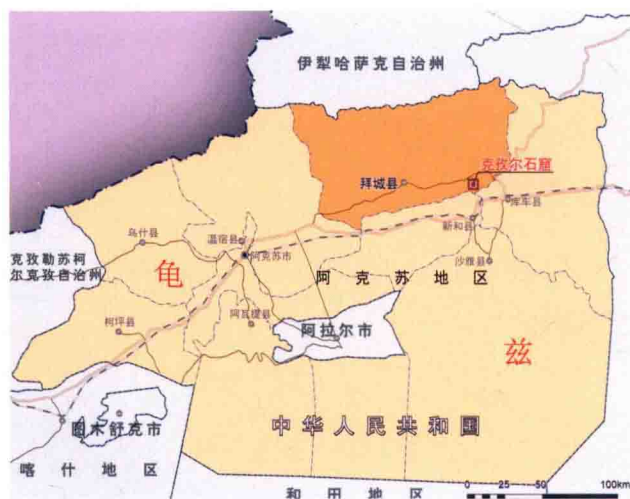 伊犁哈萨克自治州
克孜尔石窟
拜城县
库车县
新和县
乌什县
温宿县
克孜勒苏柯
尔克孜自治州
阿克苏市
龟
阿克苏地区
沙雅县
柯坪县
阿瓦提县
阿拉尔市
兹
图木舒克市
中华人民共和国
喀什地区
和田地区
0 25 50 100km